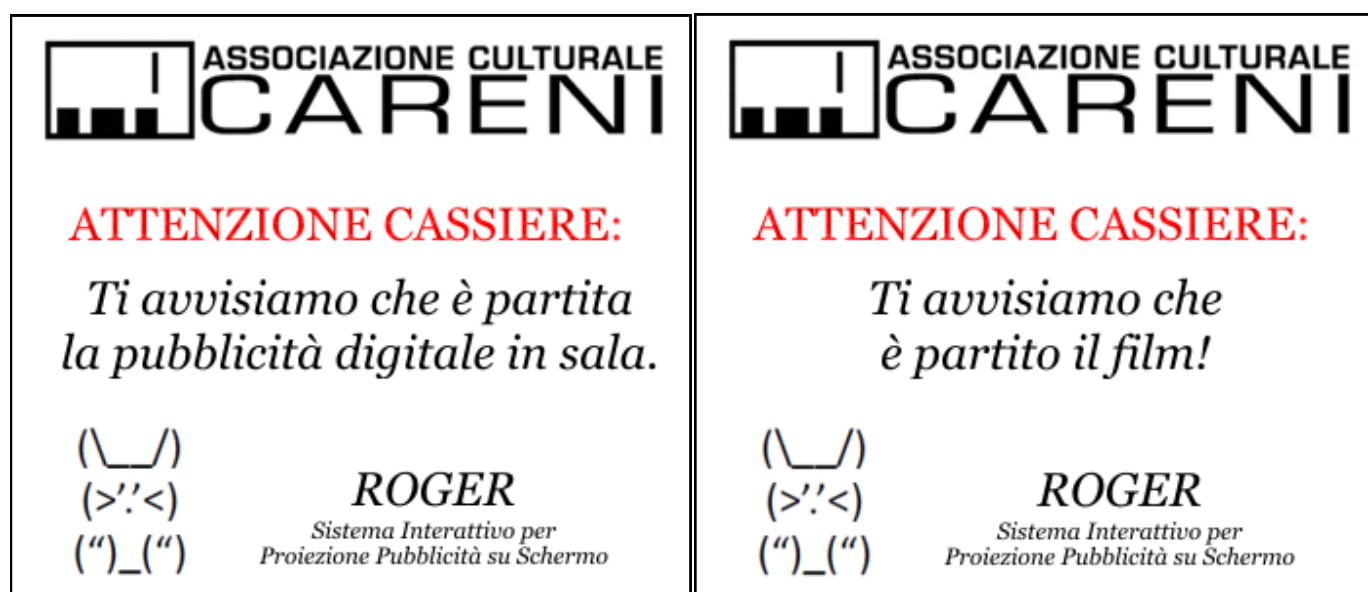 ASSOCIAZIONE CULTURALE
CARENI
ATTENZIONE CASSIERE:
Ti avvisiamo che è partita
la pubblicità digitale in sala.
(\__/)
(>’.’<)
(“)_(“)
ROGER
Sistema Interattivo per
Proiezione Pubblicità su Schermo
ASSOCIAZIONE CULTURALE
CARENI
ATTENZIONE CASSIERE:
Ti avvisiamo che
è partito il film!
(\__/)
(>’.’<)
(“)_(“)
ROGER
Sistema Interattivo per
Proiezione Pubblicità su Schermo